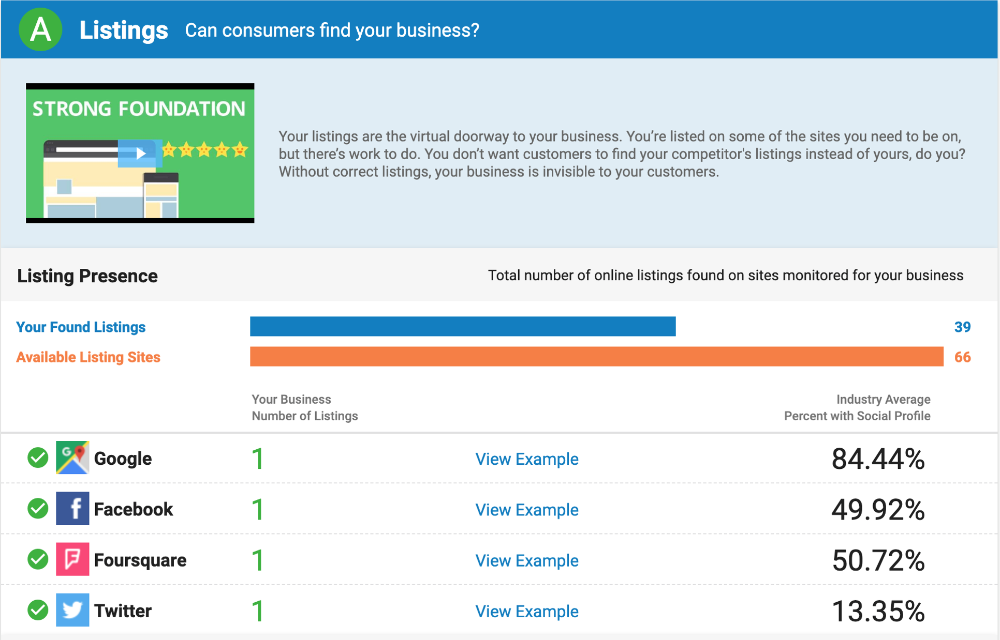 A Listings Can consumers find your business?
STRONG FOUNDATION
Your listings are the virtual doorway to your business. You’re listed on some of the sites you need to be on,
but there’s work to do. You don’t want customers to find your competitor's listings instead of yours, do you?
Without correct listings, your business is invisible to your customers.
Listing Presence
Total number of online listings found on sites monitored for your business
Your Found Listings 39
Available Listing Sites 66
Your Business
Number of Listings
Industry Average
Percent with Social Profile
G Google 1 View Example 84.44%
f Facebook 1 View Example 49.92%
Foursquare 1 View Example 50.72%
Twitter 1 View Example 13.35%